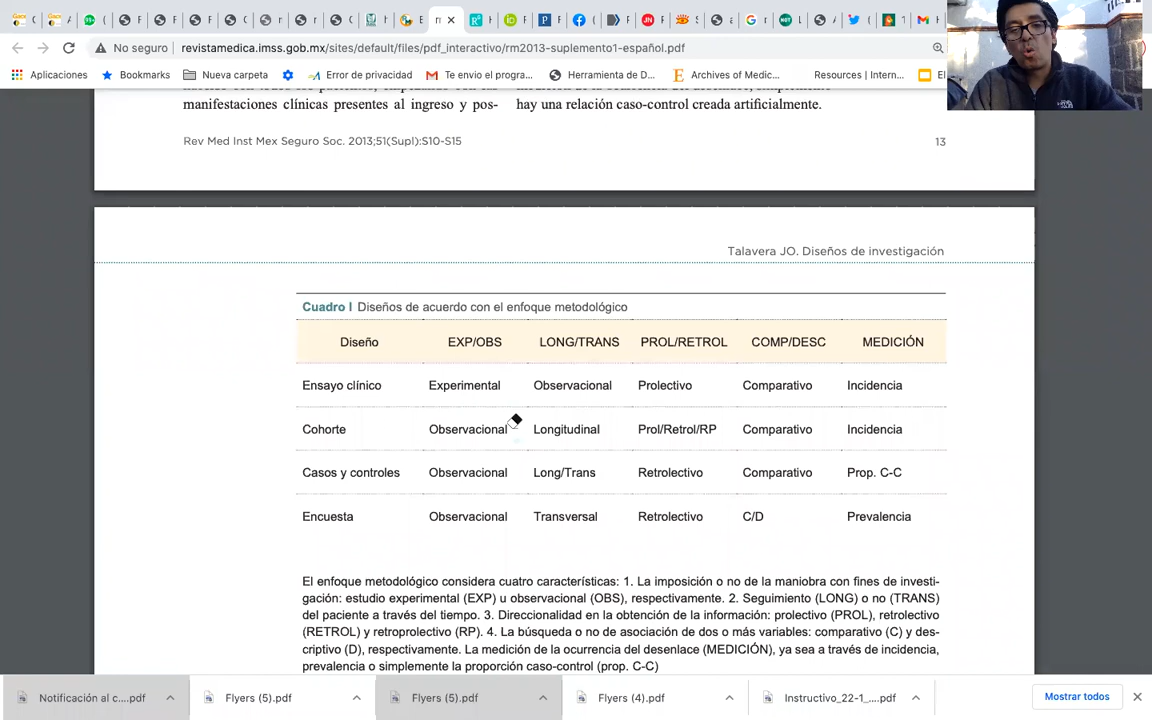 99+
No seguro
revistamedica.imss.gob.mx/sites/default/files/pdf_interactivo/rm2013-suplemento1-español.pdf
Aplicaciones
Bookmarks
Nueva carpeta
Error de privacidad
Te envio el progra...
Herramienta de D...
Archives of Medic...
Resources | Intern...
El
manifestaciones clínicas presentes al ingreso y pos-
hay una relación caso-control creada artificialmente.
Rev Med Inst Mex Seguro Soc. 2013;51(Supl):S10-S15
13
Talavera JO. Diseños de investigación
Cuadro I Diseños de acuerdo con el enfoque metodológico
Diseño EXP/OBS LONG/TRANS PROL/RETROL COMP/DESC MEDICIÓN
Ensayo clínico Experimental Observacional Prolectivo Comparativo Incidencia
Cohorte Observacional Longitudinal Prol/Retrol/RP Comparativo Incidencia
Casos y controles Observacional Long/Trans Retrolectivo Comparativo Prop. C-C
Encuesta Observacional Transversal Retrolectivo C/D Prevalencia
El enfoque metodológico considera cuatro características: 1. La imposición o no de la maniobra con fines de investi-
gación: estudio experimental (EXP) u observacional (OBS), respectivamente. 2. Seguimiento (LONG) o no (TRANS)
del paciente a través del tiempo. 3. Direccionalidad en la obtención de la información: prolectivo (PROL), retrolectivo
(RETROL) y retroprolectivo (RP). 4. La búsqueda o no de asociación de dos o más variables: comparativo (C) y des-
criptivo (D), respectivamente. La medición de la ocurrencia del desenlace (MEDICIÓN), ya sea a través de incidencia,
prevalencia o simplemente la proporción caso-control (prop. C-C)
Notificación al c....pdf
Flyers (5).pdf
Flyers (5).pdf
Flyers (4).pdf
Instructivo_22-1_....pdf
Mostrar todos